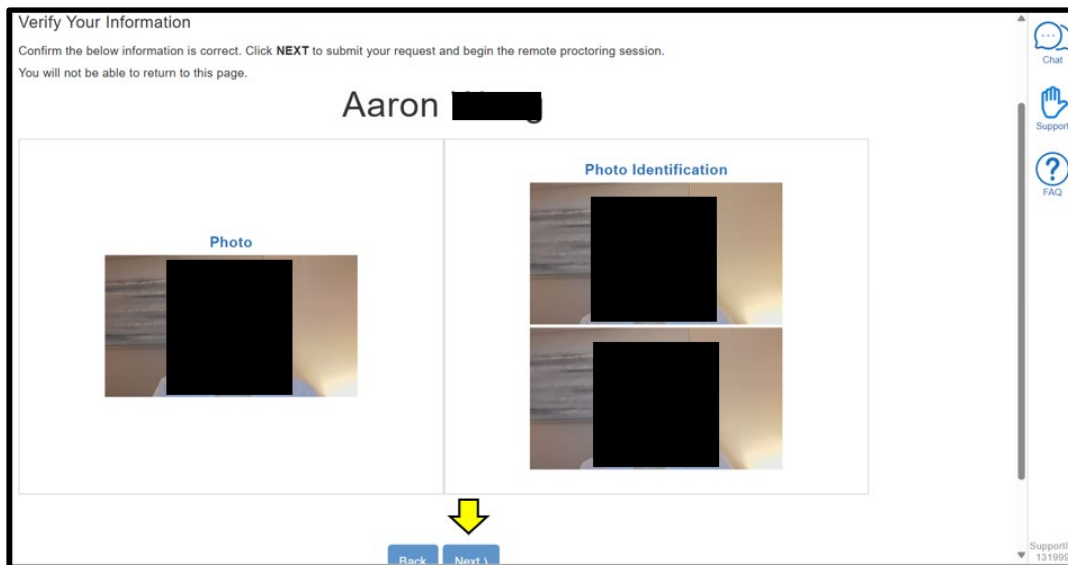 Verify Your Information
Confirm the below information is correct. Click NEXT to submit your request and begin the remote proctoring session.
You will not be able to return to this page.
Aaron
Photo
Photo Identification
Back
Next
Chat
Support
FAQ
131999